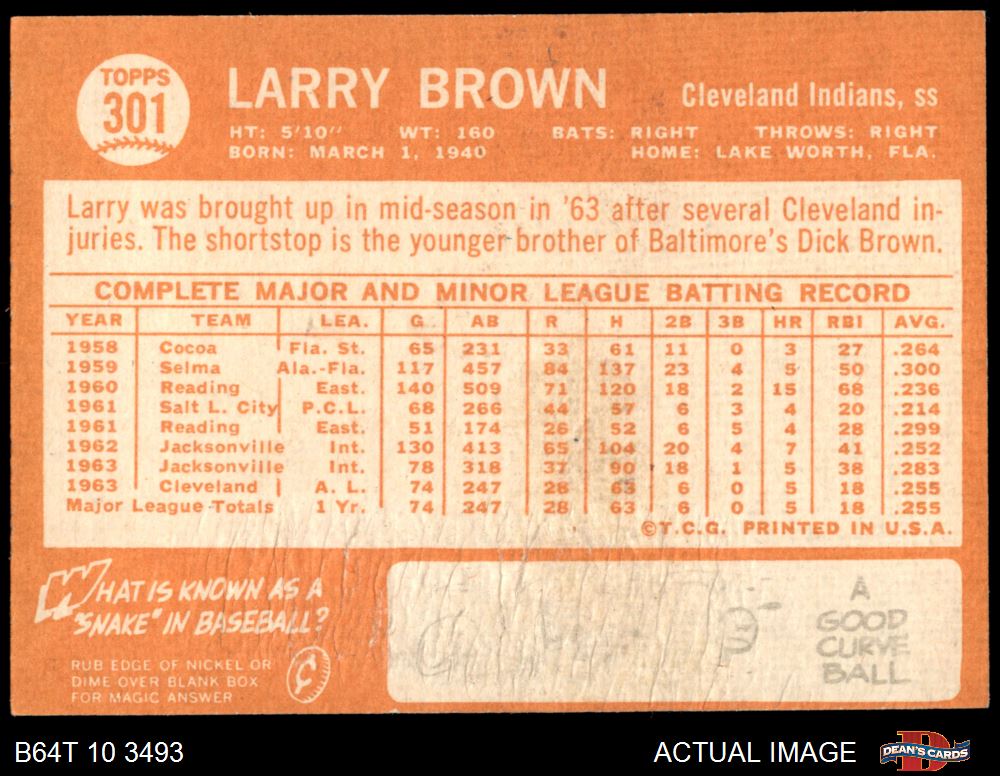 TOPPS
301
LARRY BROWN
Cleveland Indians, ss
HT: 5'10" WT: 160 BATS: RIGHT THROWS: RIGHT
BORN: MARCH 1, 1940 HOME: LAKE WORTH, FLA.
Larry was brought up in mid-season in '63 after several Cleveland in-
juries. The shortstop is the younger brother of Baltimore's Dick Brown.
COMPLETE MAJOR AND MINOR LEAGUE BATTING RECORD
YEAR TEAM LEA. G AB R H 2B 3B HR RBI AVG.
1958 Cocoa Fla. St. 65 231 33 61 11 0 3 27 .264
1959 Selma Ala.-Fla. 117 457 84 137 23 4 5 50 .300
1960 Reading East. 140 509 71 120 18 2 15 68 .236
1961 Salt L. City P.C.L. 68 266 44 57 6 3 4 20 .214
1961 Reading East. 51 174 26 52 6 5 4 28 .299
1962 Jacksonville Int. 130 413 65 104 20 4 7 41 .252
1963 Jacksonville Int. 78 318 37 90 18 1 5 38 .283
1963 Cleveland A. L. 74 247 28 63 6 0 5 18 .255
Major League Totals 1 Yr. 74 247 28 63 6 0 5 18 .255
©T.C.G. PRINTED IN U.S.A.
WHAT IS KNOWN AS A
"SNAKE" IN BASEBALL?
RUB EDGE OF NICKEL OR
DIME OVER BLANK BOX
FOR MAGIC ANSWER
¢
A
GOOD
CURVE
BALL
B64T 10 3493
ACTUAL IMAGE
DEAN'S CARDS